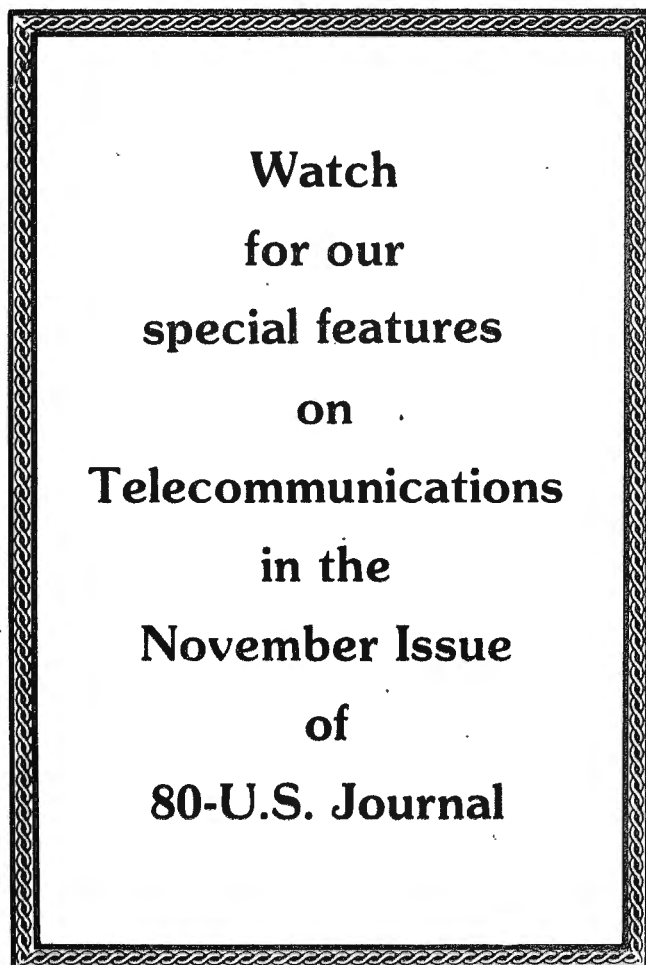 Watch
for our
special features
on
Telecommunications
in the
November Issue
of
80-U.S. Journal